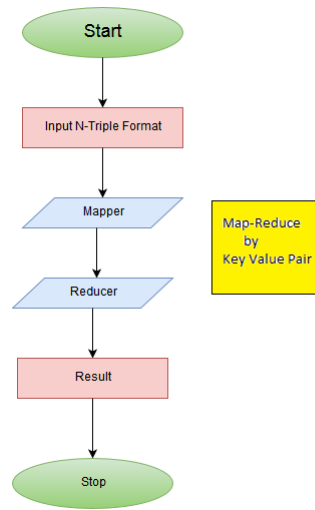 Start
Input N-Triple Format
Mapper
Map-Reduce
by
Key Value Pair
Reducer
Result
Stop